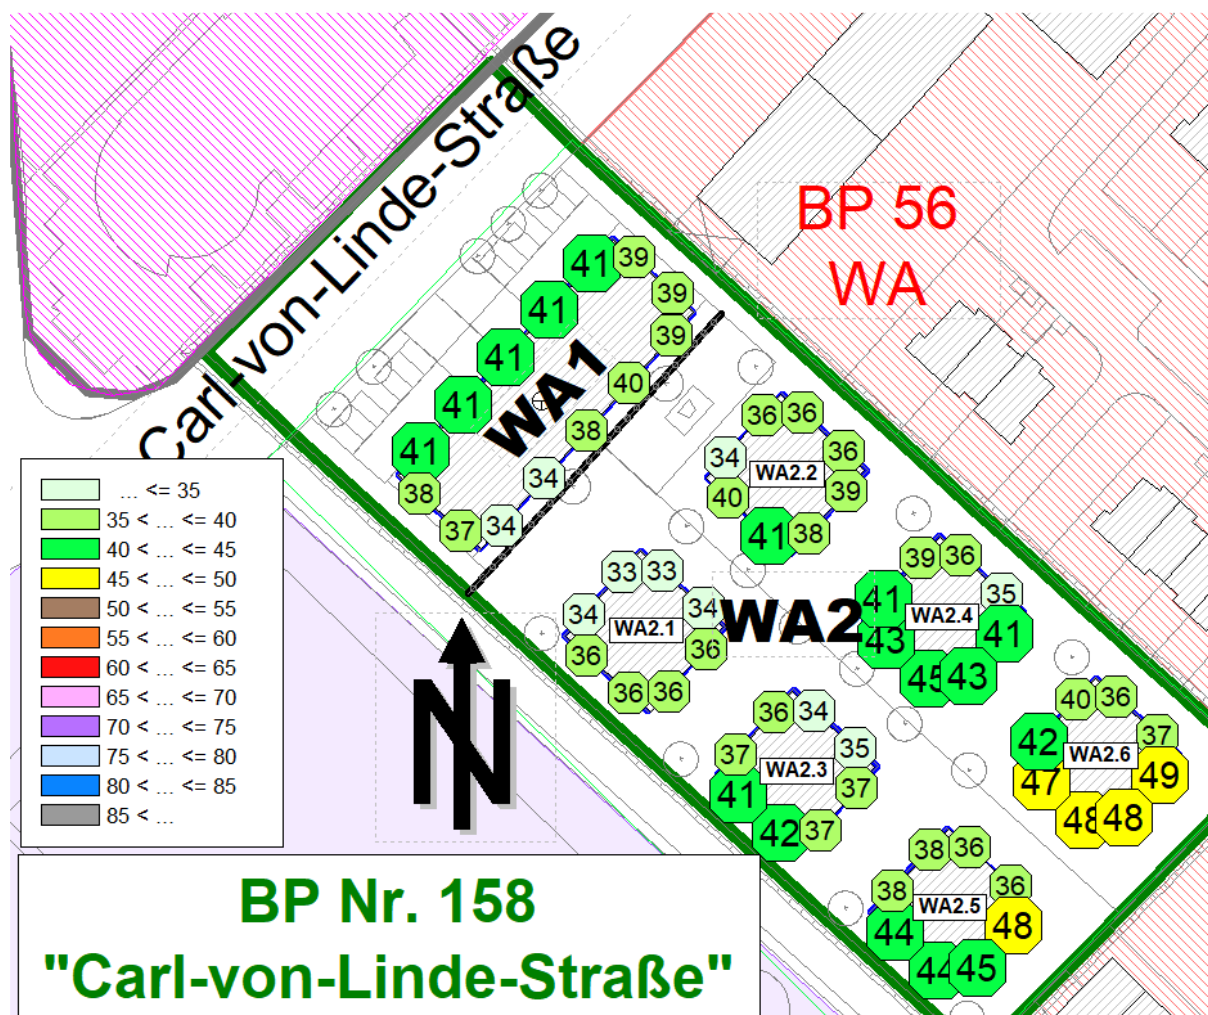 Carl-von-Linde-Straße
BP 56
WA
41
39
39
41
39
41
40
41
38
41
34
38
37
34
WA1
36
36
34
36
WA2.2
40
39
41
38
33
33
34
34
WA2.1
36
36
36
36
WA2
39
36
41
35
WA2.4
43
41
45
43
36
34
37
35
WA2.3
41
37
42
37
40
36
42
37
WA2.6
47
49
48
48
38
36
38
36
WA2.5
44
48
44
45
... <= 35
35 < ... <= 40
40 < ... <= 45
45 < ... <= 50
50 < ... <= 55
55 < ... <= 60
60 < ... <= 65
65 < ... <= 70
70 < ... <= 75
75 < ... <= 80
80 < ... <= 85
85 < ...
N
BP Nr. 158
"Carl-von-Linde-Straße"